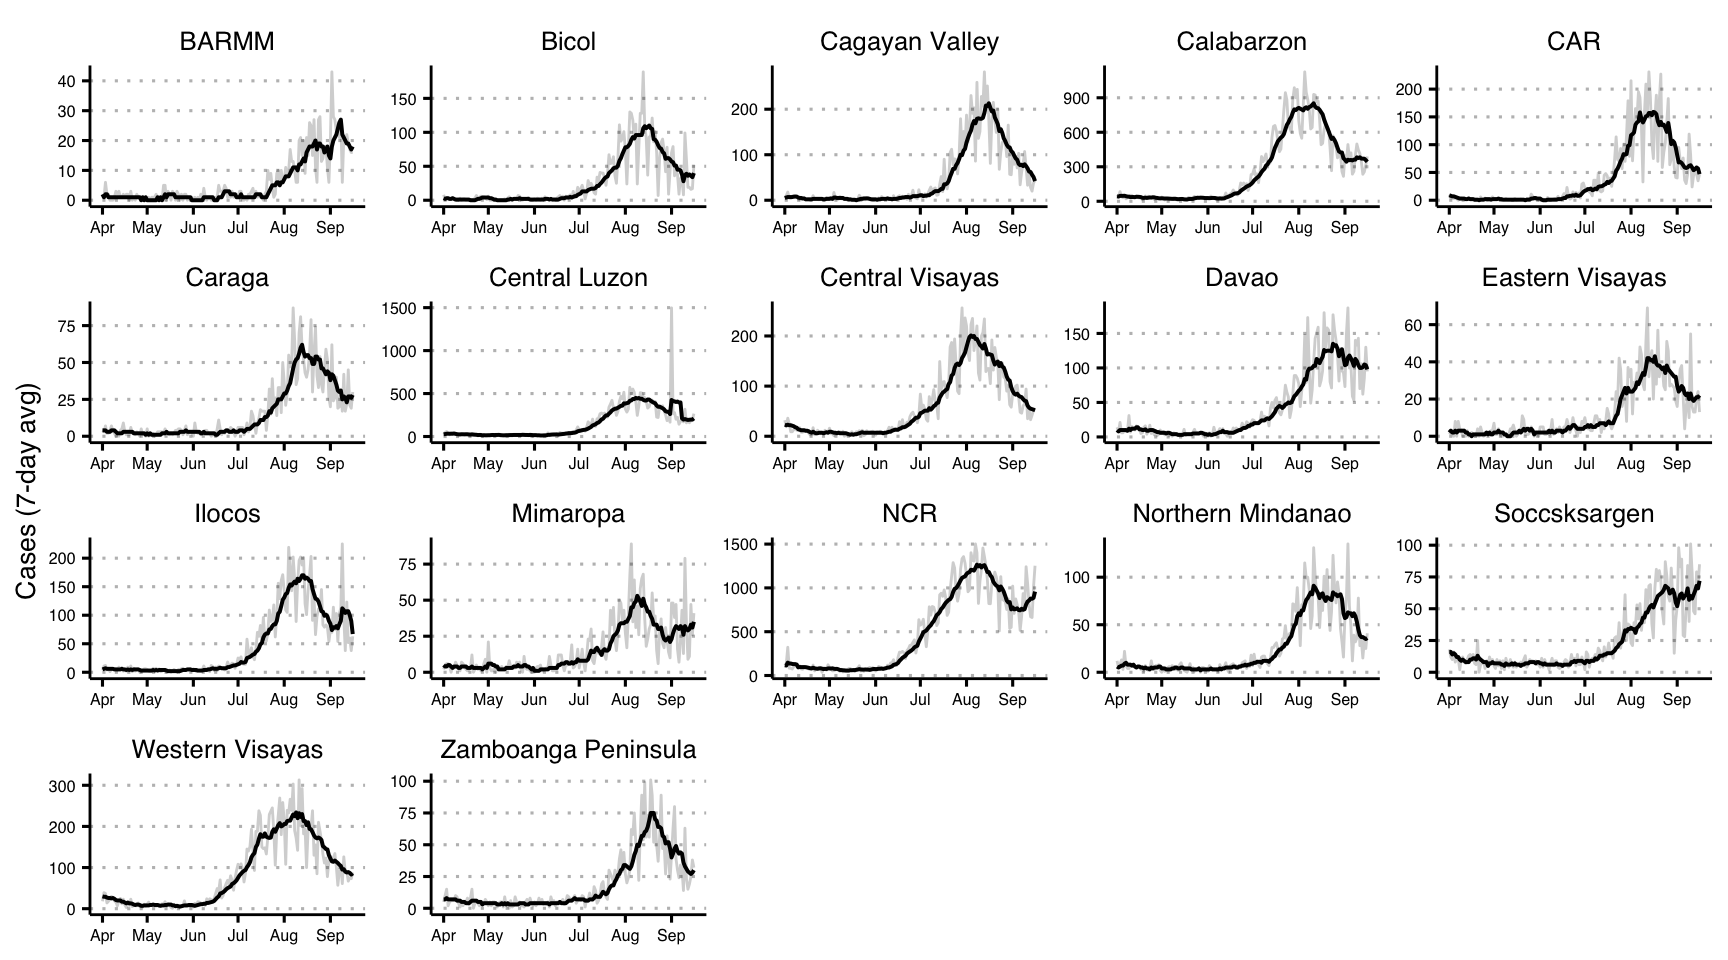 BARMM
Bicol
Cagayan Valley
Calabarzon
CAR
40
30
20
10
0
150
100
50
0
200
100
0
900
600
300
0
200
150
100
50
0
Apr May Jun Jul Aug Sep
Apr May Jun Jul Aug Sep
Apr May Jun Jul Aug Sep
Apr May Jun Jul Aug Sep
Apr May Jun Jul Aug Sep
Caraga
Central Luzon
Central Visayas
Davao
Eastern Visayas
75
50
25
0
1500
1000
500
0
200
100
0
150
100
50
0
60
40
20
0
Apr May Jun Jul Aug Sep
Apr May Jun Jul Aug Sep
Apr May Jun Jul Aug Sep
Apr May Jun Jul Aug Sep
Apr May Jun Jul Aug Sep
Cases (7-day avg)
Ilocos
Mimaropa
NCR
Northern Mindanao
Soccsksargen
200
150
100
50
0
75
50
25
0
1500
1000
500
0
100
50
0
100
75
50
25
0
Apr May Jun Jul Aug Sep
Apr May Jun Jul Aug Sep
Apr May Jun Jul Aug Sep
Apr May Jun Jul Aug Sep
Apr May Jun Jul Aug Sep
Western Visayas
Zamboanga Peninsula
300
200
100
0
100
75
50
25
0
Apr May Jun Jul Aug Sep
Apr May Jun Jul Aug Sep